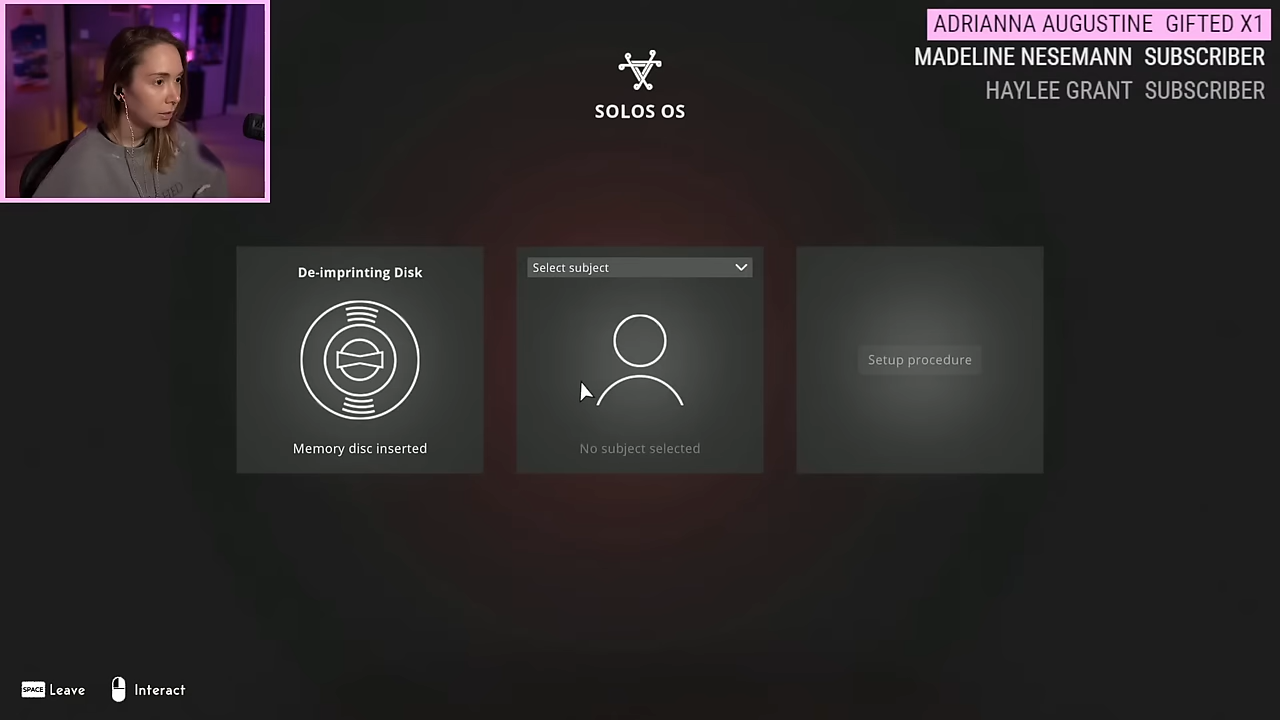 ADRIANNA AUGUSTINE GIFTED X1
MADELINE NESEMANN SUBSCRIBER
HAYLEE GRANT SUBSCRIBER
SOLOS OS
De-imprinting Disk
Memory disc inserted
Select subject
No subject selected
Setup procedure
SPACE Leave
Interact